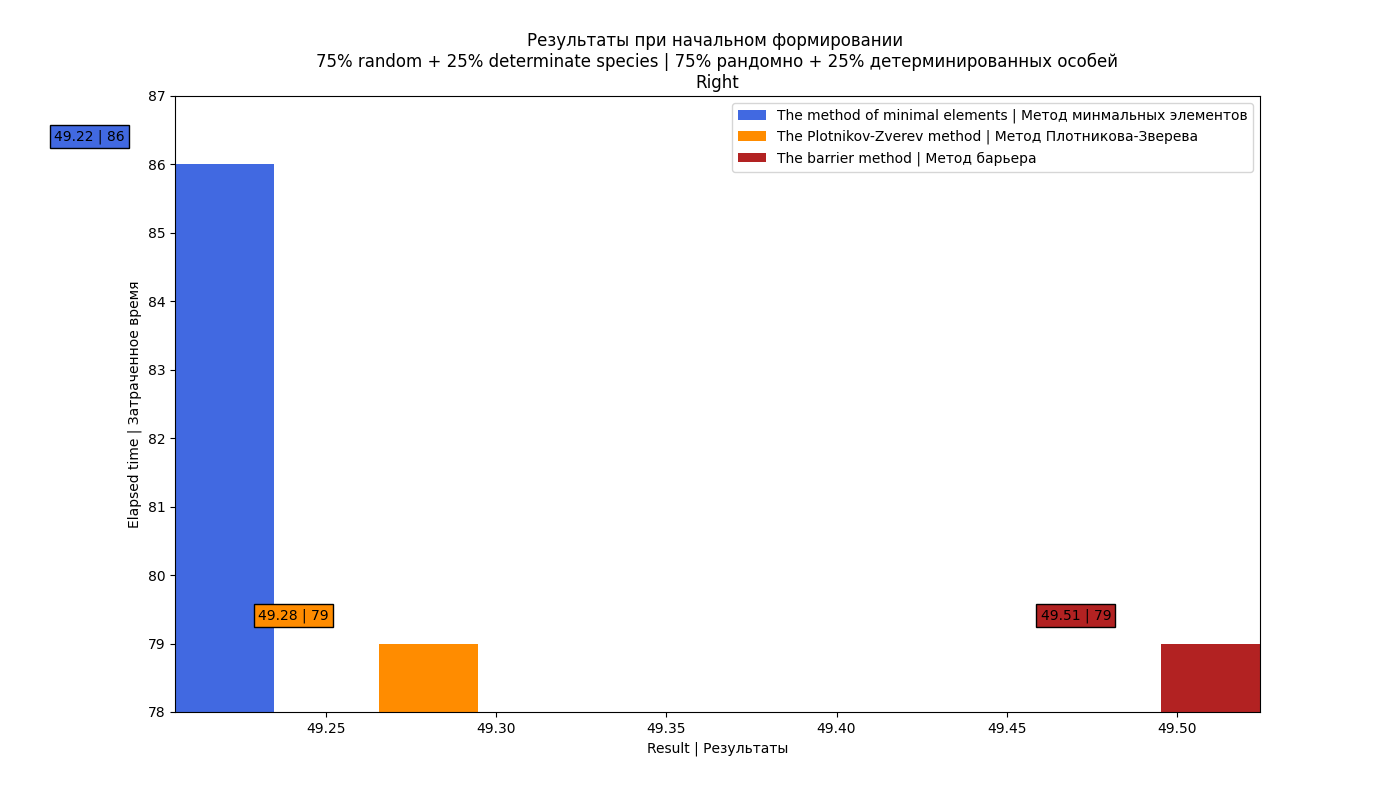 Результаты при начальном формировании
75% random + 25% determinate species | 75% рандомно + 25% детерминированных особей
Right
87
86
85
84
83
82
81
80
79
78
Elapsed time | Затраченное время
49.22 | 86
49.28 | 79
49.51 | 79
The method of minimal elements | Метод минмальных элементов
The Plotnikov-Zverev method | Метод Плотникова-Зверева
The barrier method | Метод барьера
49.25 49.30 49.35 49.40 49.45 49.50
Result | Результаты